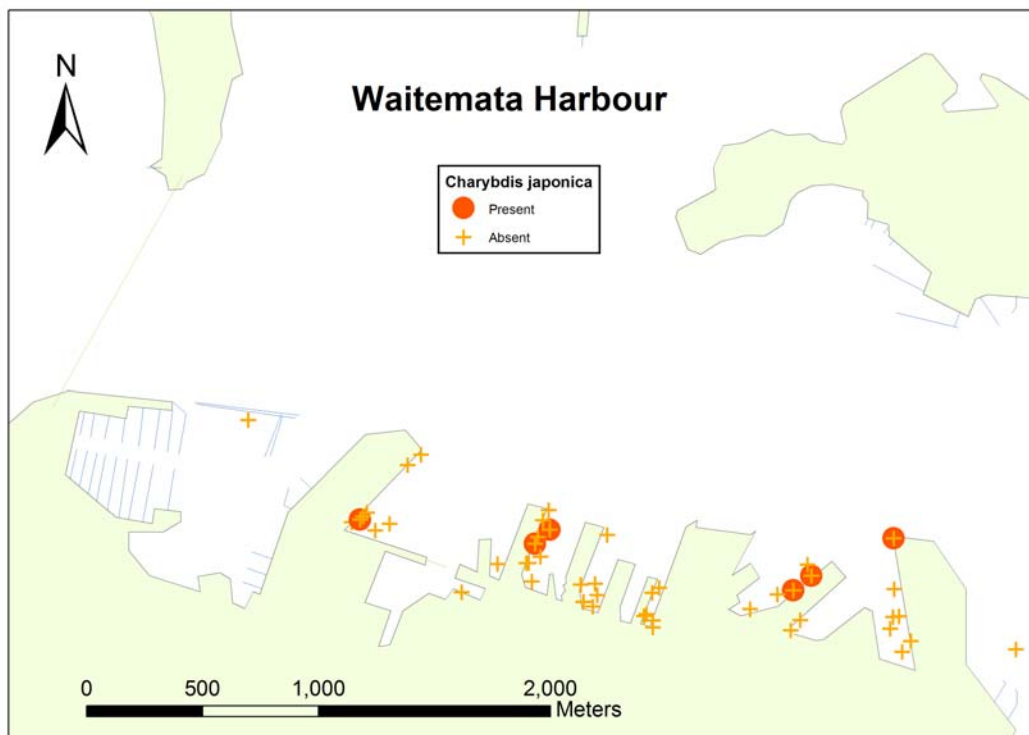 N
Waitemata Harbour
Charybdis japonica
Present
Absent
0 500 1,000 2,000
Meters